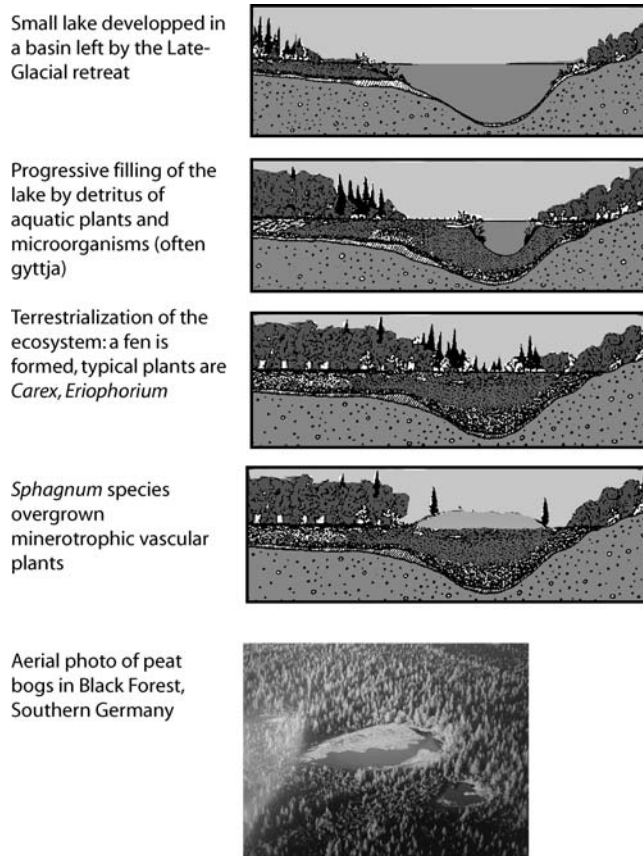 Small lake developped in
a basin left by the Late-
Glacial retreat
Progressive filling of the
lake by detritus of
aquatic plants and
microorganisms (often
gyttja)
Terrestrialization of the
ecosystem: a fen is
formed, typical plants are
Carex, Eriophorium
Sphagnum species
overgrown
minerotrophic vascular
plants
Aerial photo of peat
bogs in Black Forest,
Southern Germany